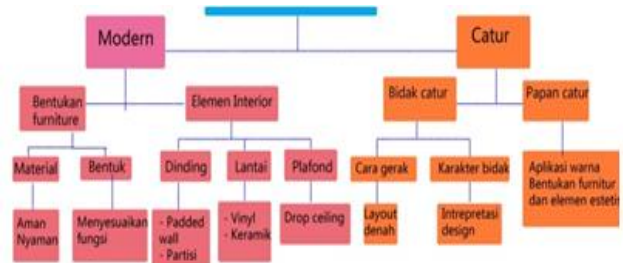 Modern
Catur
Bentukan
furniture
Elemen Interior
Bidak catur
Papan catur
Material
Bentuk
Dinding
Lantai
Plafond
Cara gerak
Karakter bidak
Aplikasi warna
Bentukan furnitur
dan elemen esteti
Aman
Nyaman
Menyesuaikan
fungsi
- Padded
wall
- Partisi
- Vinyl
- Keramik
Drop ceiling
Layout
denah
Intrepretasi
design